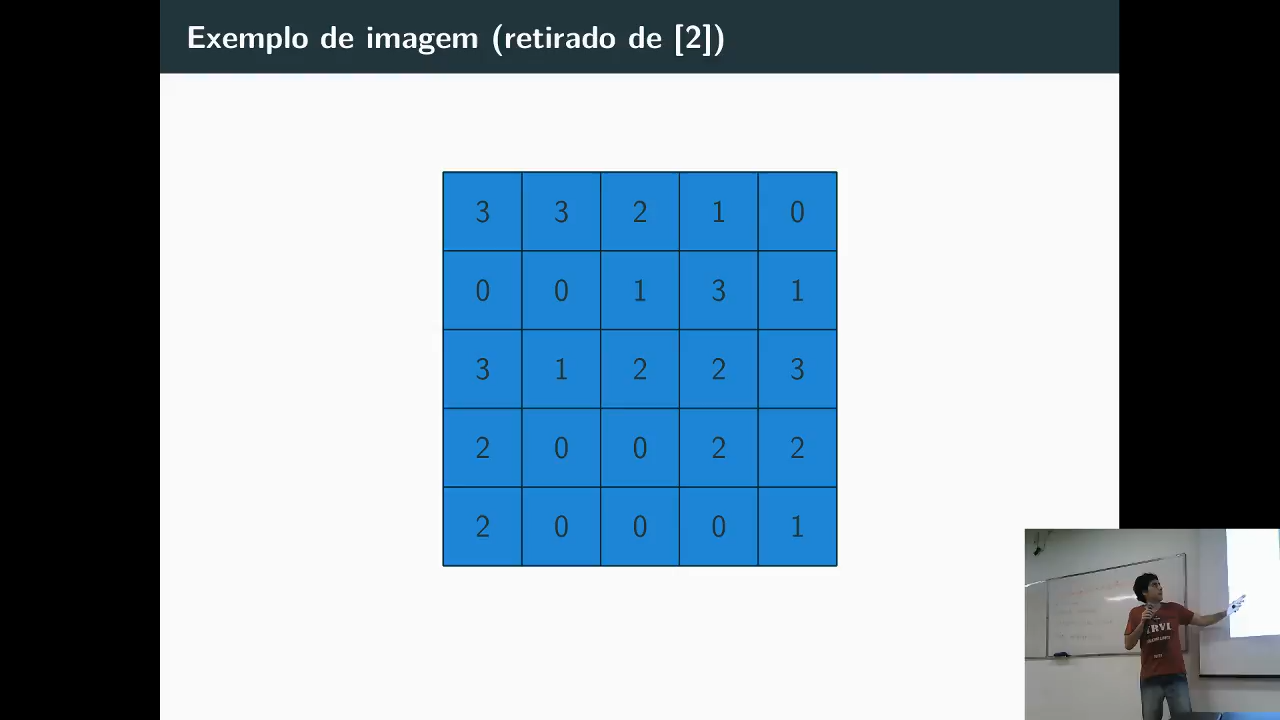 Exemplo de imagem (retirado de [2])
3 3 2 1 0
0 0 1 3 1
3 1 2 2 3
2 0 0 2 2
2 0 0 0 1